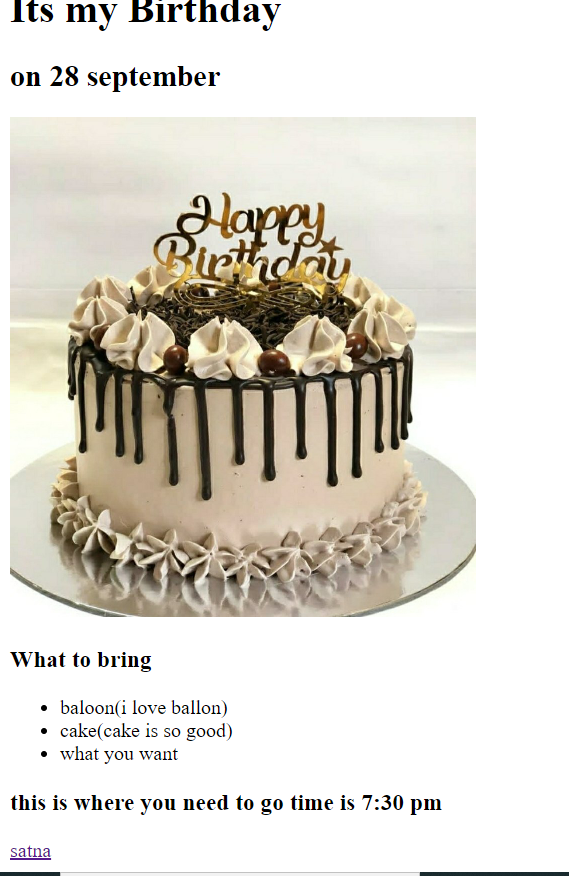 Its my Birthday
on 28 september
Happy
Birthday
What to bring
baloon(i love ballon)
cake(cake is so good)
what you want
this is where you need to go time is 7:30 pm
satna